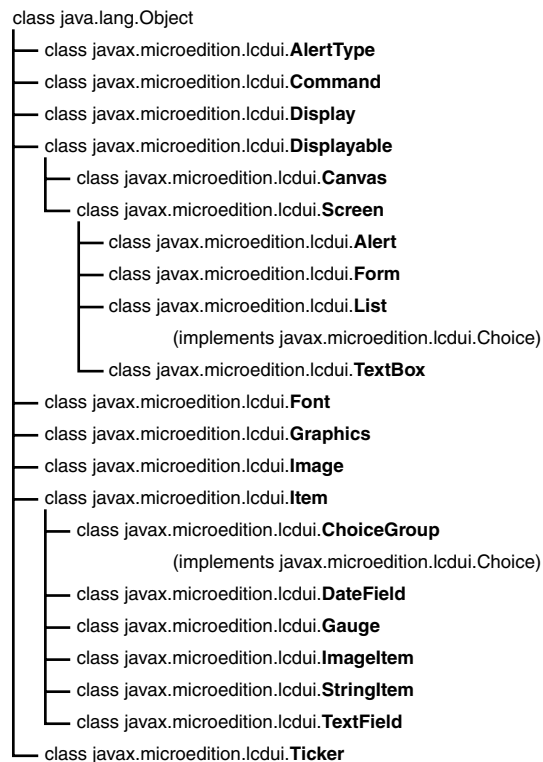 class java.lang.Object
class javax.microedition.lcdui.AlertType
class javax.microedition.lcdui.Command
class javax.microedition.lcdui.Display
class javax.microedition.lcdui.Displayable
class javax.microedition.lcdui.Canvas
class javax.microedition.lcdui.Screen
class javax.microedition.lcdui.Alert
class javax.microedition.lcdui.Form
class javax.microedition.lcdui.List
(implements javax.microedition.lcdui.Choice)
class javax.microedition.lcdui.TextBox
class javax.microedition.lcdui.Font
class javax.microedition.lcdui.Graphics
class javax.microedition.lcdui.Image
class javax.microedition.lcdui.Item
class javax.microedition.lcdui.ChoiceGroup
(implements javax.microedition.lcdui.Choice)
class javax.microedition.lcdui.DateField
class javax.microedition.lcdui.Gauge
class javax.microedition.lcdui.ImageItem
class javax.microedition.lcdui.StringItem
class javax.microedition.lcdui.TextField
class javax.microedition.lcdui.Ticker